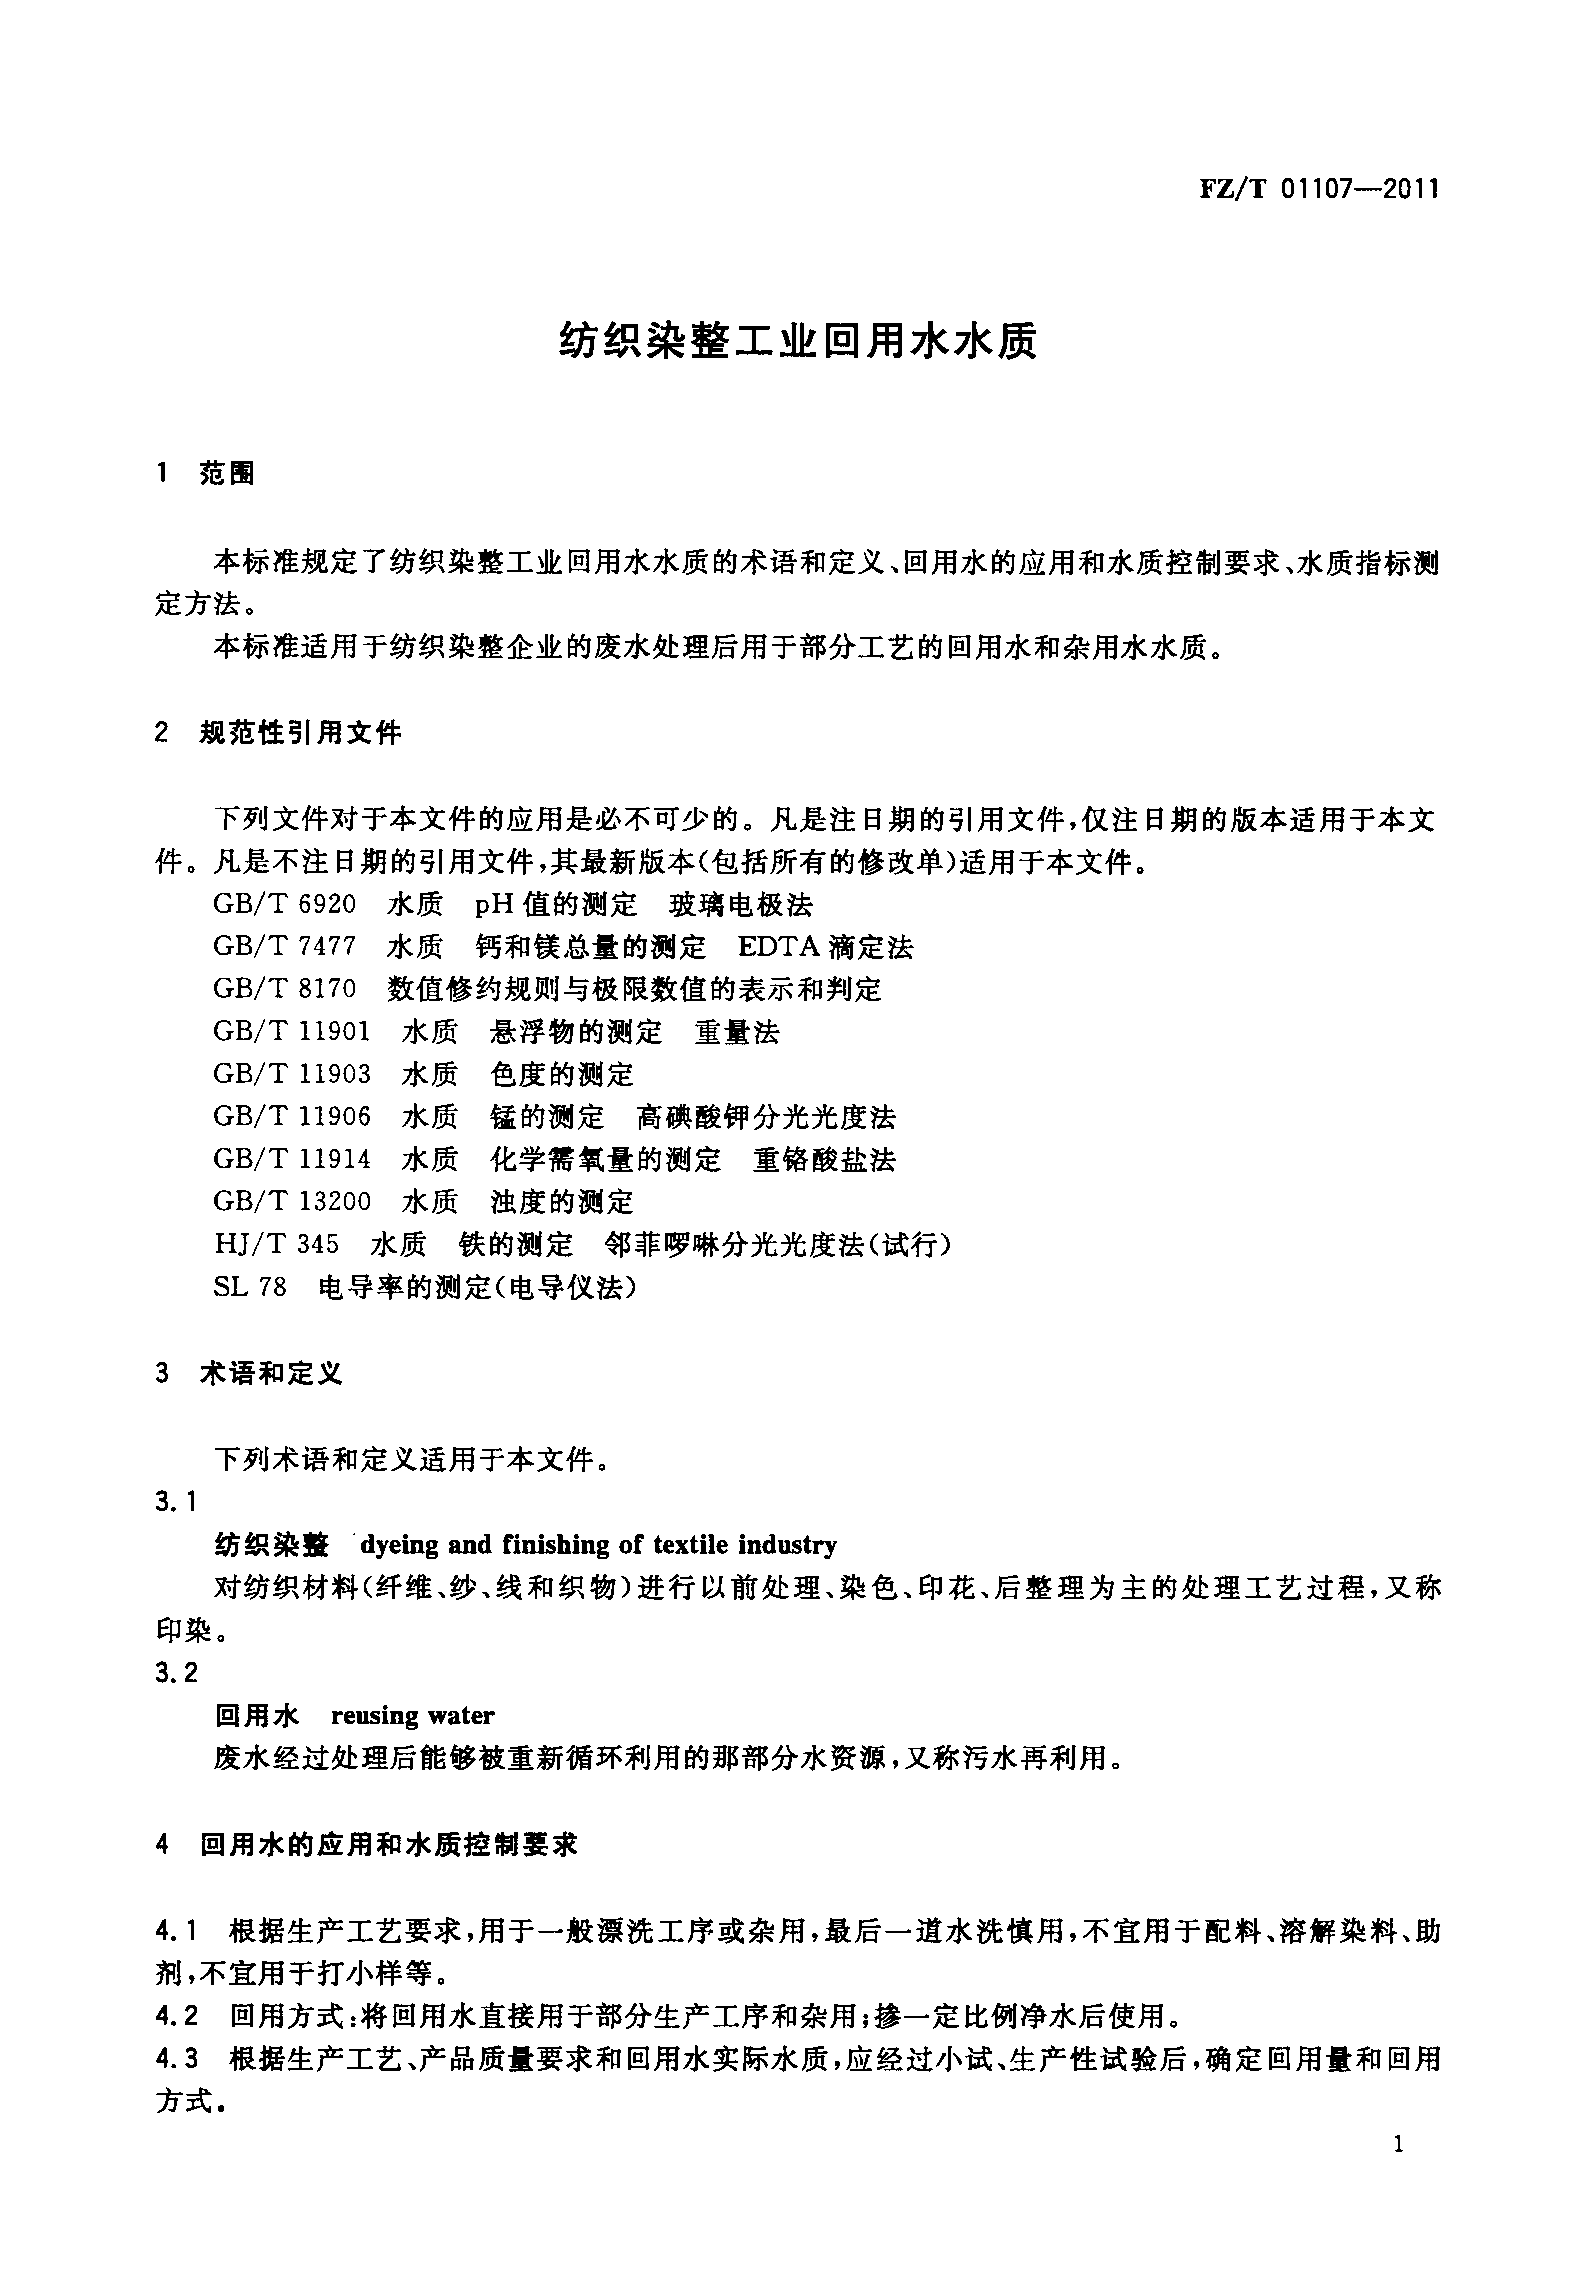 FZ/T 01107—2011
纺织染整工业回用水水质
1 范围
本标准规定了纺织染整工业回用水水质的术语和定义、回用水的应用和水质控制要求、水质指标测
定方法。
本标准适用于纺织染整企业的废水处理后用于部分工艺的回用水和杂用水水质。
2 规范性引用文件
下列文件对于本文件的应用是必不可少的。凡是注日期的引用文件,仅注日期的版本适用于本文
件。凡是不注日期的引用文件,其最新版本(包括所有的修改单)适用于本文件。
GB/T 6920 水质 pH 值的测定 玻璃电极法
GB/T 7477 水质 钙和镁总量的测定 EDTA 滴定法
GB/T 8170 数值修约规则与极限数值的表示和判定
GB/T 11901 水质 悬浮物的测定 重量法
GB/T 11903 水质 色度的测定
GB/T 11906 水质 锰的测定 高碘酸钾分光光度法
GB/T 11914 水质 化学需氧量的测定 重铬酸盐法
GB/T 13200 水质 浊度的测定
HJ/T 345 水质 铁的测定 邻菲啰啉分光光度法(试行)
SL 78 电导率的测定(电导仪法)
3 术语和定义
下列术语和定义适用于本文件。
3.1
纺织染整 dyeing and finishing of textile industry
对纺织材料(纤维、纱、线和织物)进行以前处理、染色、印花、后整理为主的处理工艺过程,又称
印染。
3.2
回用水 reusing water
废水经过处理后能够被重新循环利用的那部分水资源,又称污水再利用。
4 回用水的应用和水质控制要求
4.1 根据生产工艺要求,用于一般漂洗工序或杂用,最后一道水洗慎用,不宜用于配料、溶解染料、助
剂,不宜用于打小样等。
4.2 回用方式:将回用水直接用于部分生产工序和杂用;掺一定比例净水后使用。
4.3 根据生产工艺、产品质量要求和回用水实际水质,应经过小试、生产性试验后,确定回用量和回用
方式。
1